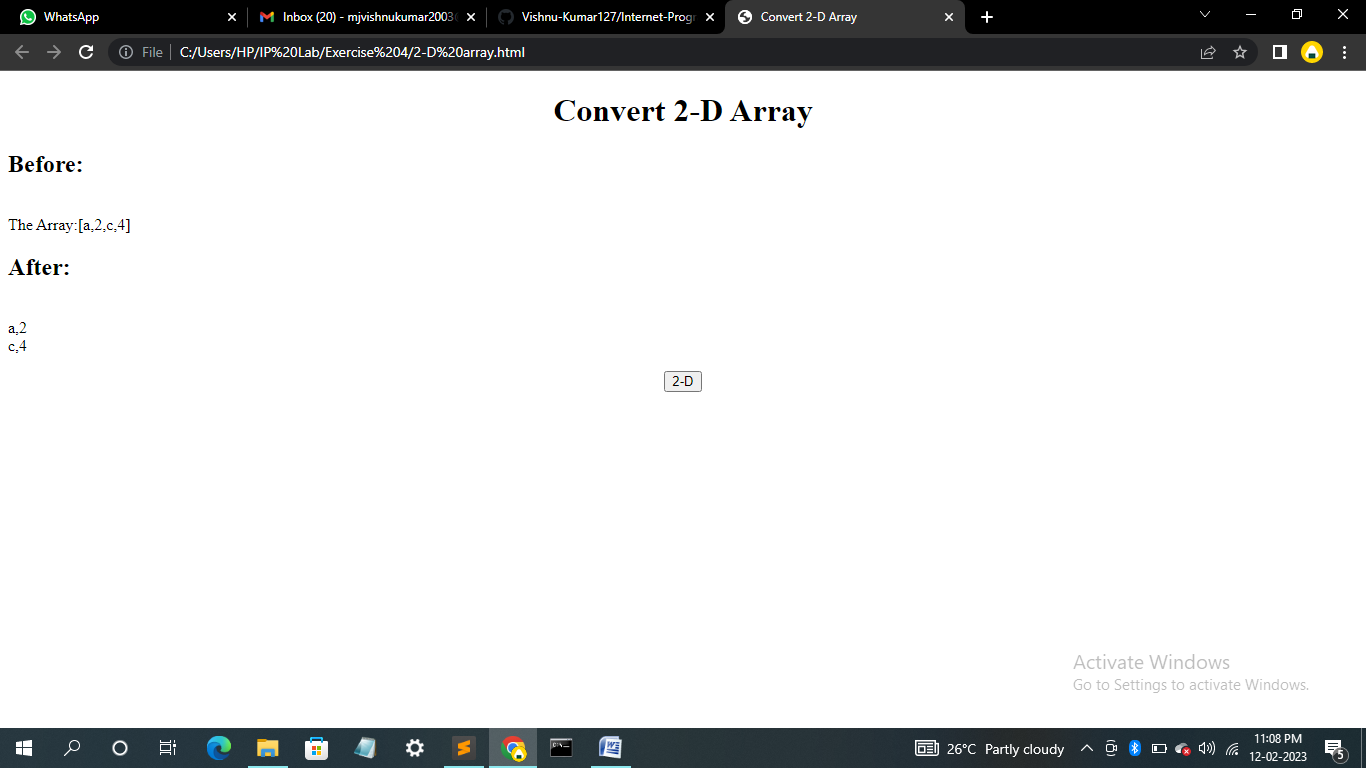 WhatsApp
Inbox (20) - mjvishnukumar2003
Vishnu-Kumar127/Internet-Progr
Convert 2-D Array
File
C:/Users/HP/IP%20Lab/Exercise%204/2-D%20array.html
Convert 2-D Array
Before:
The Array:[a,2,c,4]
After:
a,2
c,4
2-D
Activate Windows
Go to Settings to activate Windows.
26°C Partly cloudy
11:08 PM
12-02-2023
5